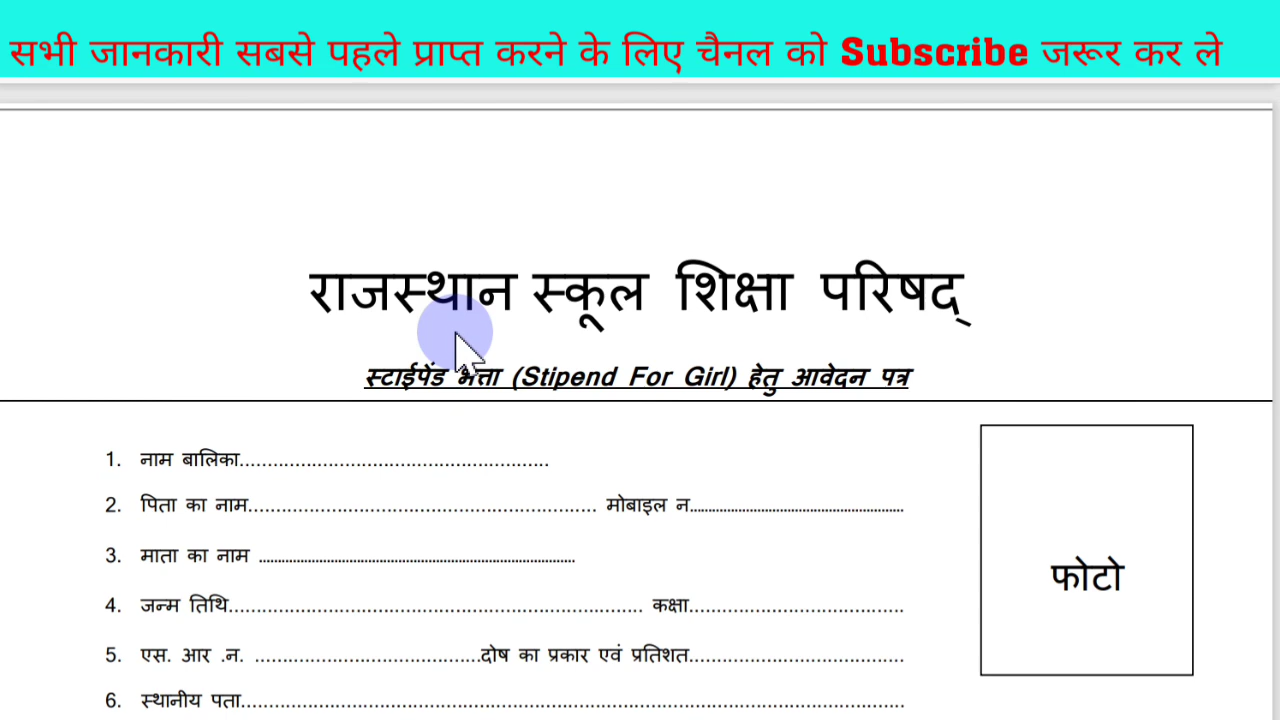 सभी जानकारी सबसे पहले प्राप्त करने के लिए चैनल को Subscribe जरूर कर ले
राजस्थान स्कूल शिक्षा परिषद्
स्टाईपेंड भत्ता (Stipend For Girl) हेतु आवेदन पत्र
1. नाम बालिका.......................................................
2. पिता का नाम.............................................................. मोबाइल न.........................................................
3. माता का नाम ....................................................................
4. जन्म तिथि.......................................................................... कक्षा......................................
5. एस. आर .न. ........................................दोष का प्रकार एवं प्रतिशत......................................
6. स्थानीय पता......................................................................................................................
फोटो